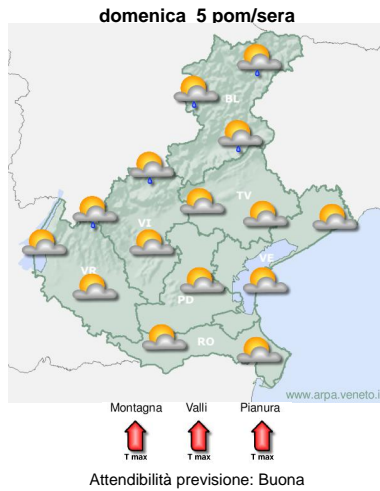 domenica 5 pom/sera
BL
TV
VI
VE
VR
PD
RO
www.arpa.veneto.it
Montagna Valli Pianura
T max T max T max
Attendibilità previsione: Buona